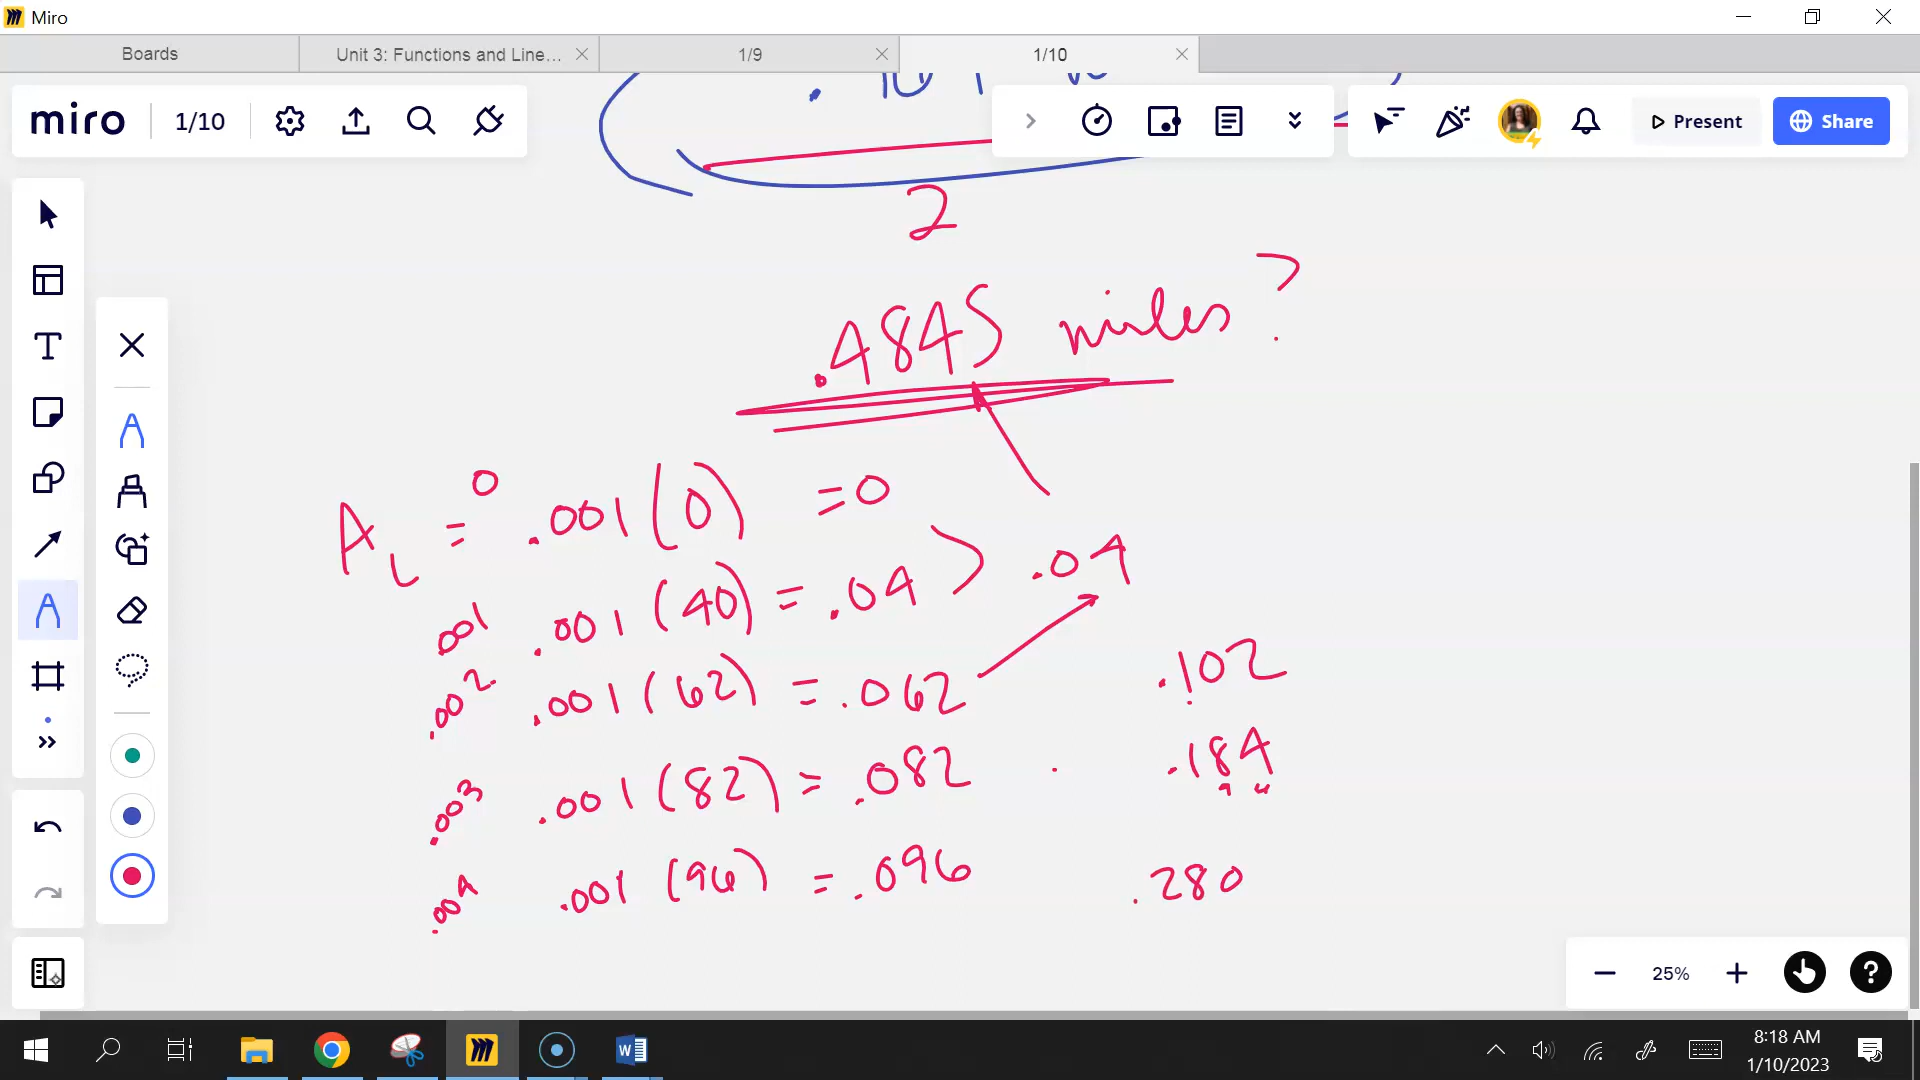 Miro
Boards
Unit 3: Functions and Line...
1/9
1/10
miro
1/10
Present
Share
2
.4845 miles?
A_L = 0 .001(0) =0
.001 .001(40) = .04 .04
.002 .001(62) = .062 .102
.003 .001(82) = .082 .184
.004 .001(96) = .096 .280
25%
8:18 AM
1/10/2023